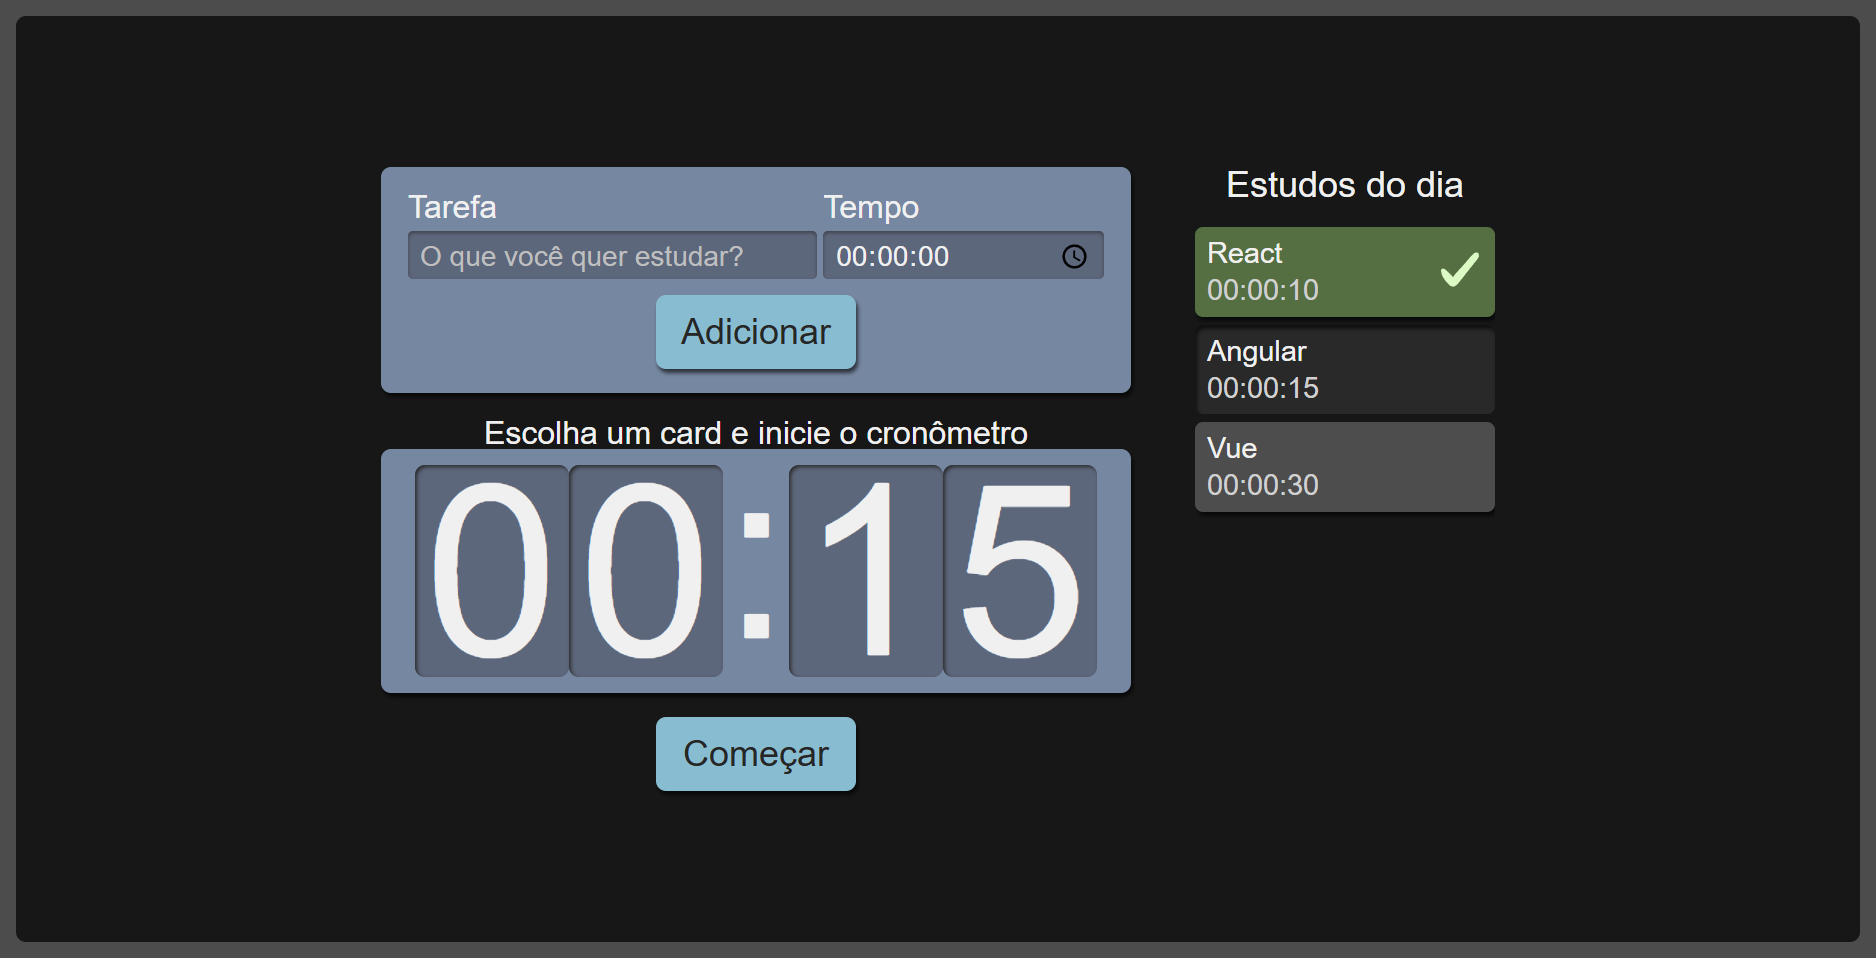 Tarefa
Tempo
O que você quer estudar?
00:00:00
Adicionar
Escolha um card e inicie o cronômetro
00:15
Começar
Estudos do dia
React
00:00:10
Angular
00:00:15
Vue
00:00:30